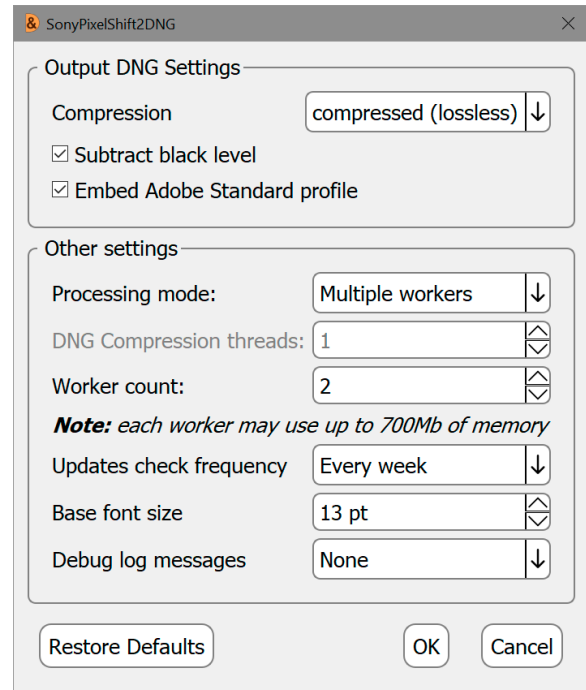 SonyPixelShift2DNG
Output DNG Settings
Compression compressed (lossless)
Subtract black level
Embed Adobe Standard profile
Other settings
Processing mode: Multiple workers
DNG Compression threads: 1
Worker count: 2
Note: each worker may use up to 700Mb of memory
Updates check frequency Every week
Base font size 13 pt
Debug log messages None
Restore Defaults OK Cancel